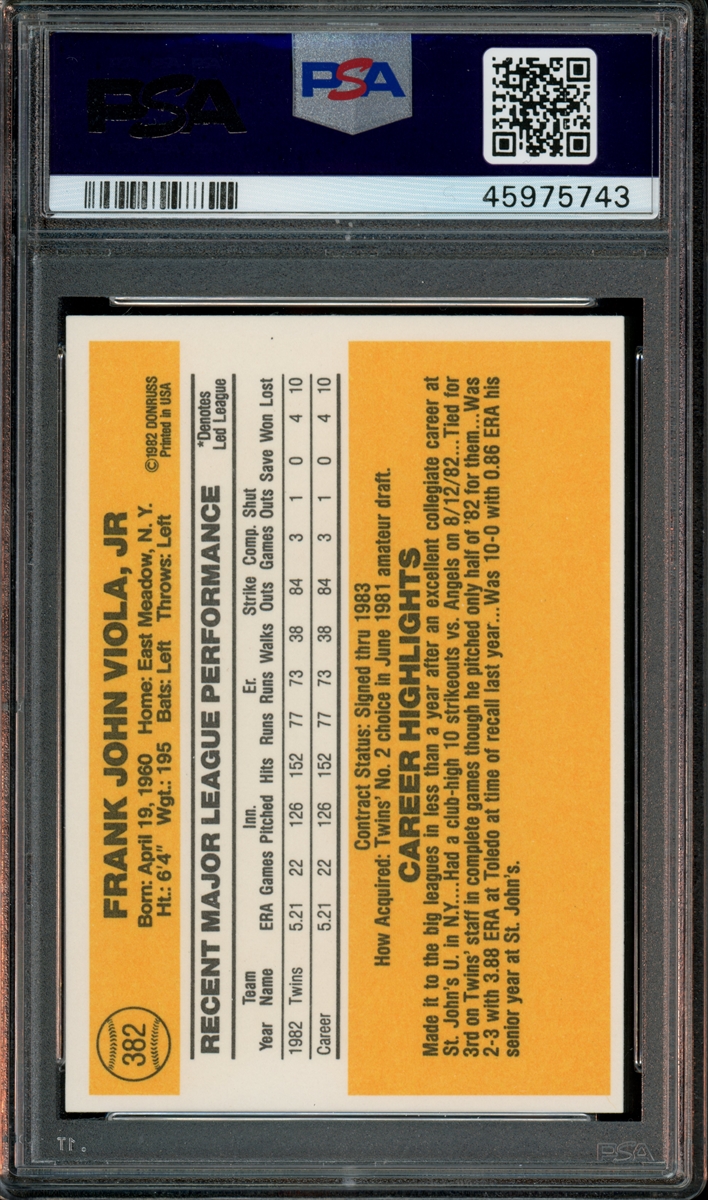 PSA
PSA
45975743
382
FRANK JOHN VIOLA, JR
Born: April 19, 1960 Home: East Meadow, N. Y.
Ht.: 6'4" Wgt.: 195 Bats: Left Throws: Left
©1982 DONRUSS
Printed in USA
RECENT MAJOR LEAGUE PERFORMANCE
*Denotes
Led League
Team Inn. Er. Strike Comp. Shut
Year Name ERA Games Pitched Hits Runs Runs Walks Outs Games Outs Save Won Lost
1982 Twins 5.21 22 126 152 77 73 38 84 3 1 0 4 10
Career 5.21 22 126 152 77 73 38 84 3 1 0 4 10
Contract Status: Signed thru 1983
How Acquired: Twins' No. 2 choice in June 1981 amateur draft.
CAREER HIGHLIGHTS
Made it to the big leagues in less than a year after an excellent collegiate career at
St. John's U. in N.Y.... Had a club-high 10 strikeouts vs. Angels on 8/12/82...Tied for
3rd on Twins' staff in complete games though he pitched only half of '82 for them...Was
2-3 with 3.88 ERA at Toledo at time of recall last year...Was 10-0 with 0.86 ERA his
senior year at St. John's.
PSA